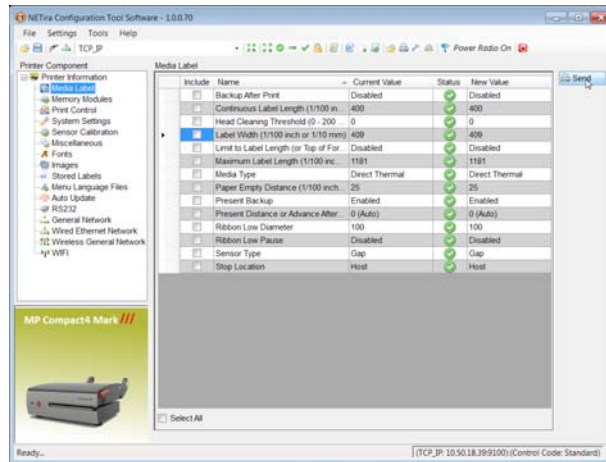 NETira Configuration Tool Software - 1.0.0.70
File Settings Tools Help
TCP_IP
Power Radio On
Printer Component
Printer Information
Media Label
Memory Modules
Print Control
System Settings
Sensor Calibration
Miscellaneous
Fonts
Images
Stored Labels
Menu Language Files
Auto Update
RS232
General Network
Wired Ethernet Network
Wireless General Network
WIFI
MP Compact4 Mark III
Media Label
Include Name Current Value Status New Value
Backup After Print Disabled Disabled
Continuous Label Length (1/100 in... 400 400
Head Cleaning Threshold (0 - 200 ... 0 0
Label Width (1/100 inch or 1/10 mm) 409 409
Limit to Label Length (or Top of For... Disabled Disabled
Maximum Label Length (1/100 inc... 1181 1181
Media Type Direct Thermal Direct Thermal
Paper Empty Distance (1/100 inch... 25 25
Present Backup Enabled Enabled
Present Distance or Advance After... 0 (Auto) 0 (Auto)
Ribbon Low Diameter 100 100
Ribbon Low Pause Disabled Disabled
Sensor Type Gap Gap
Stop Location Host Host
Select All
Send
Ready...
(TCP_IP: 10.50.18.39:9100):(Control Code: Standard)